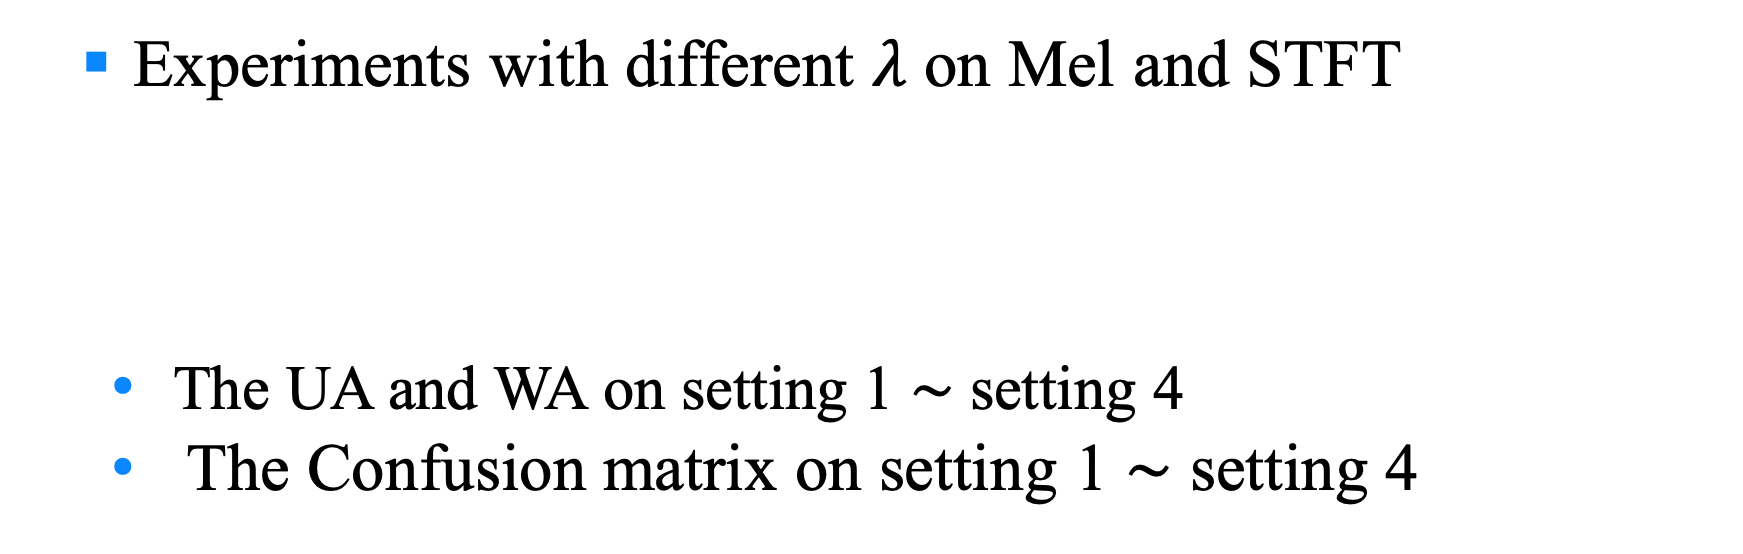 ▪ Experiments with different 𝜆 on Mel and STFT
• The UA and WA on setting 1 ~ setting 4
• The Confusion matrix on setting 1 ~ setting 4